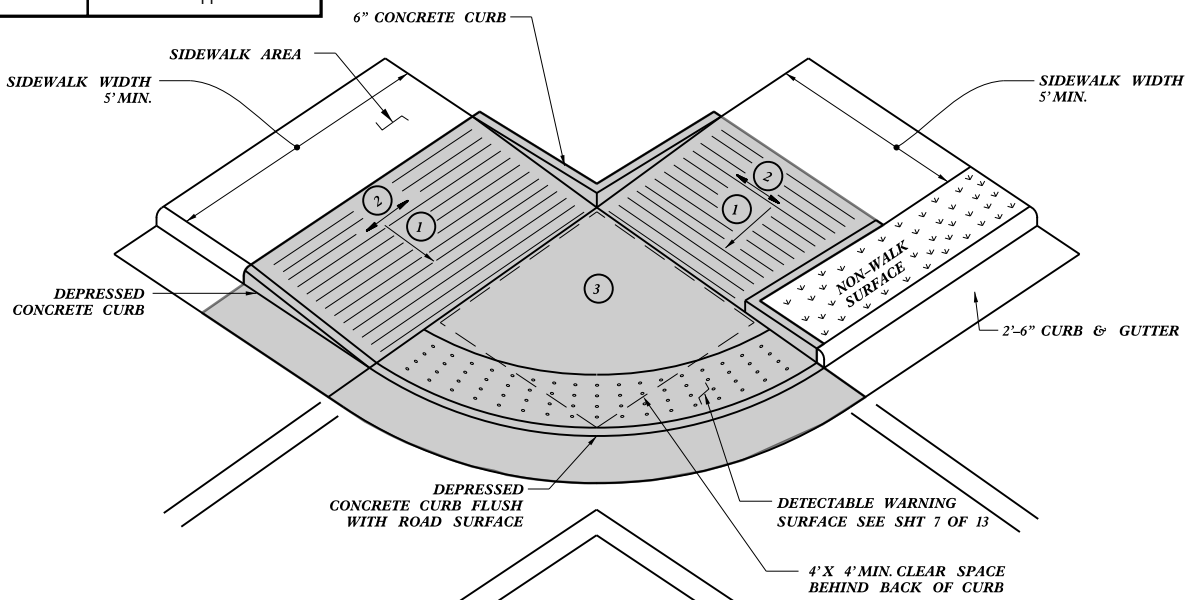 6" CONCRETE CURB
SIDEWALK AREA
SIDEWALK WIDTH
5' MIN.
SIDEWALK WIDTH
5' MIN.
2
1
2
1
3
NON-WALK
SURFACE
DEPRESSED
CONCRETE CURB
2'-6" CURB & GUTTER
DEPRESSED
CONCRETE CURB FLUSH
WITH ROAD SURFACE
DETECTABLE WARNING
SURFACE SEE SHT 7 OF 13
4' X 4' MIN. CLEAR SPACE
BEHIND BACK OF CURB